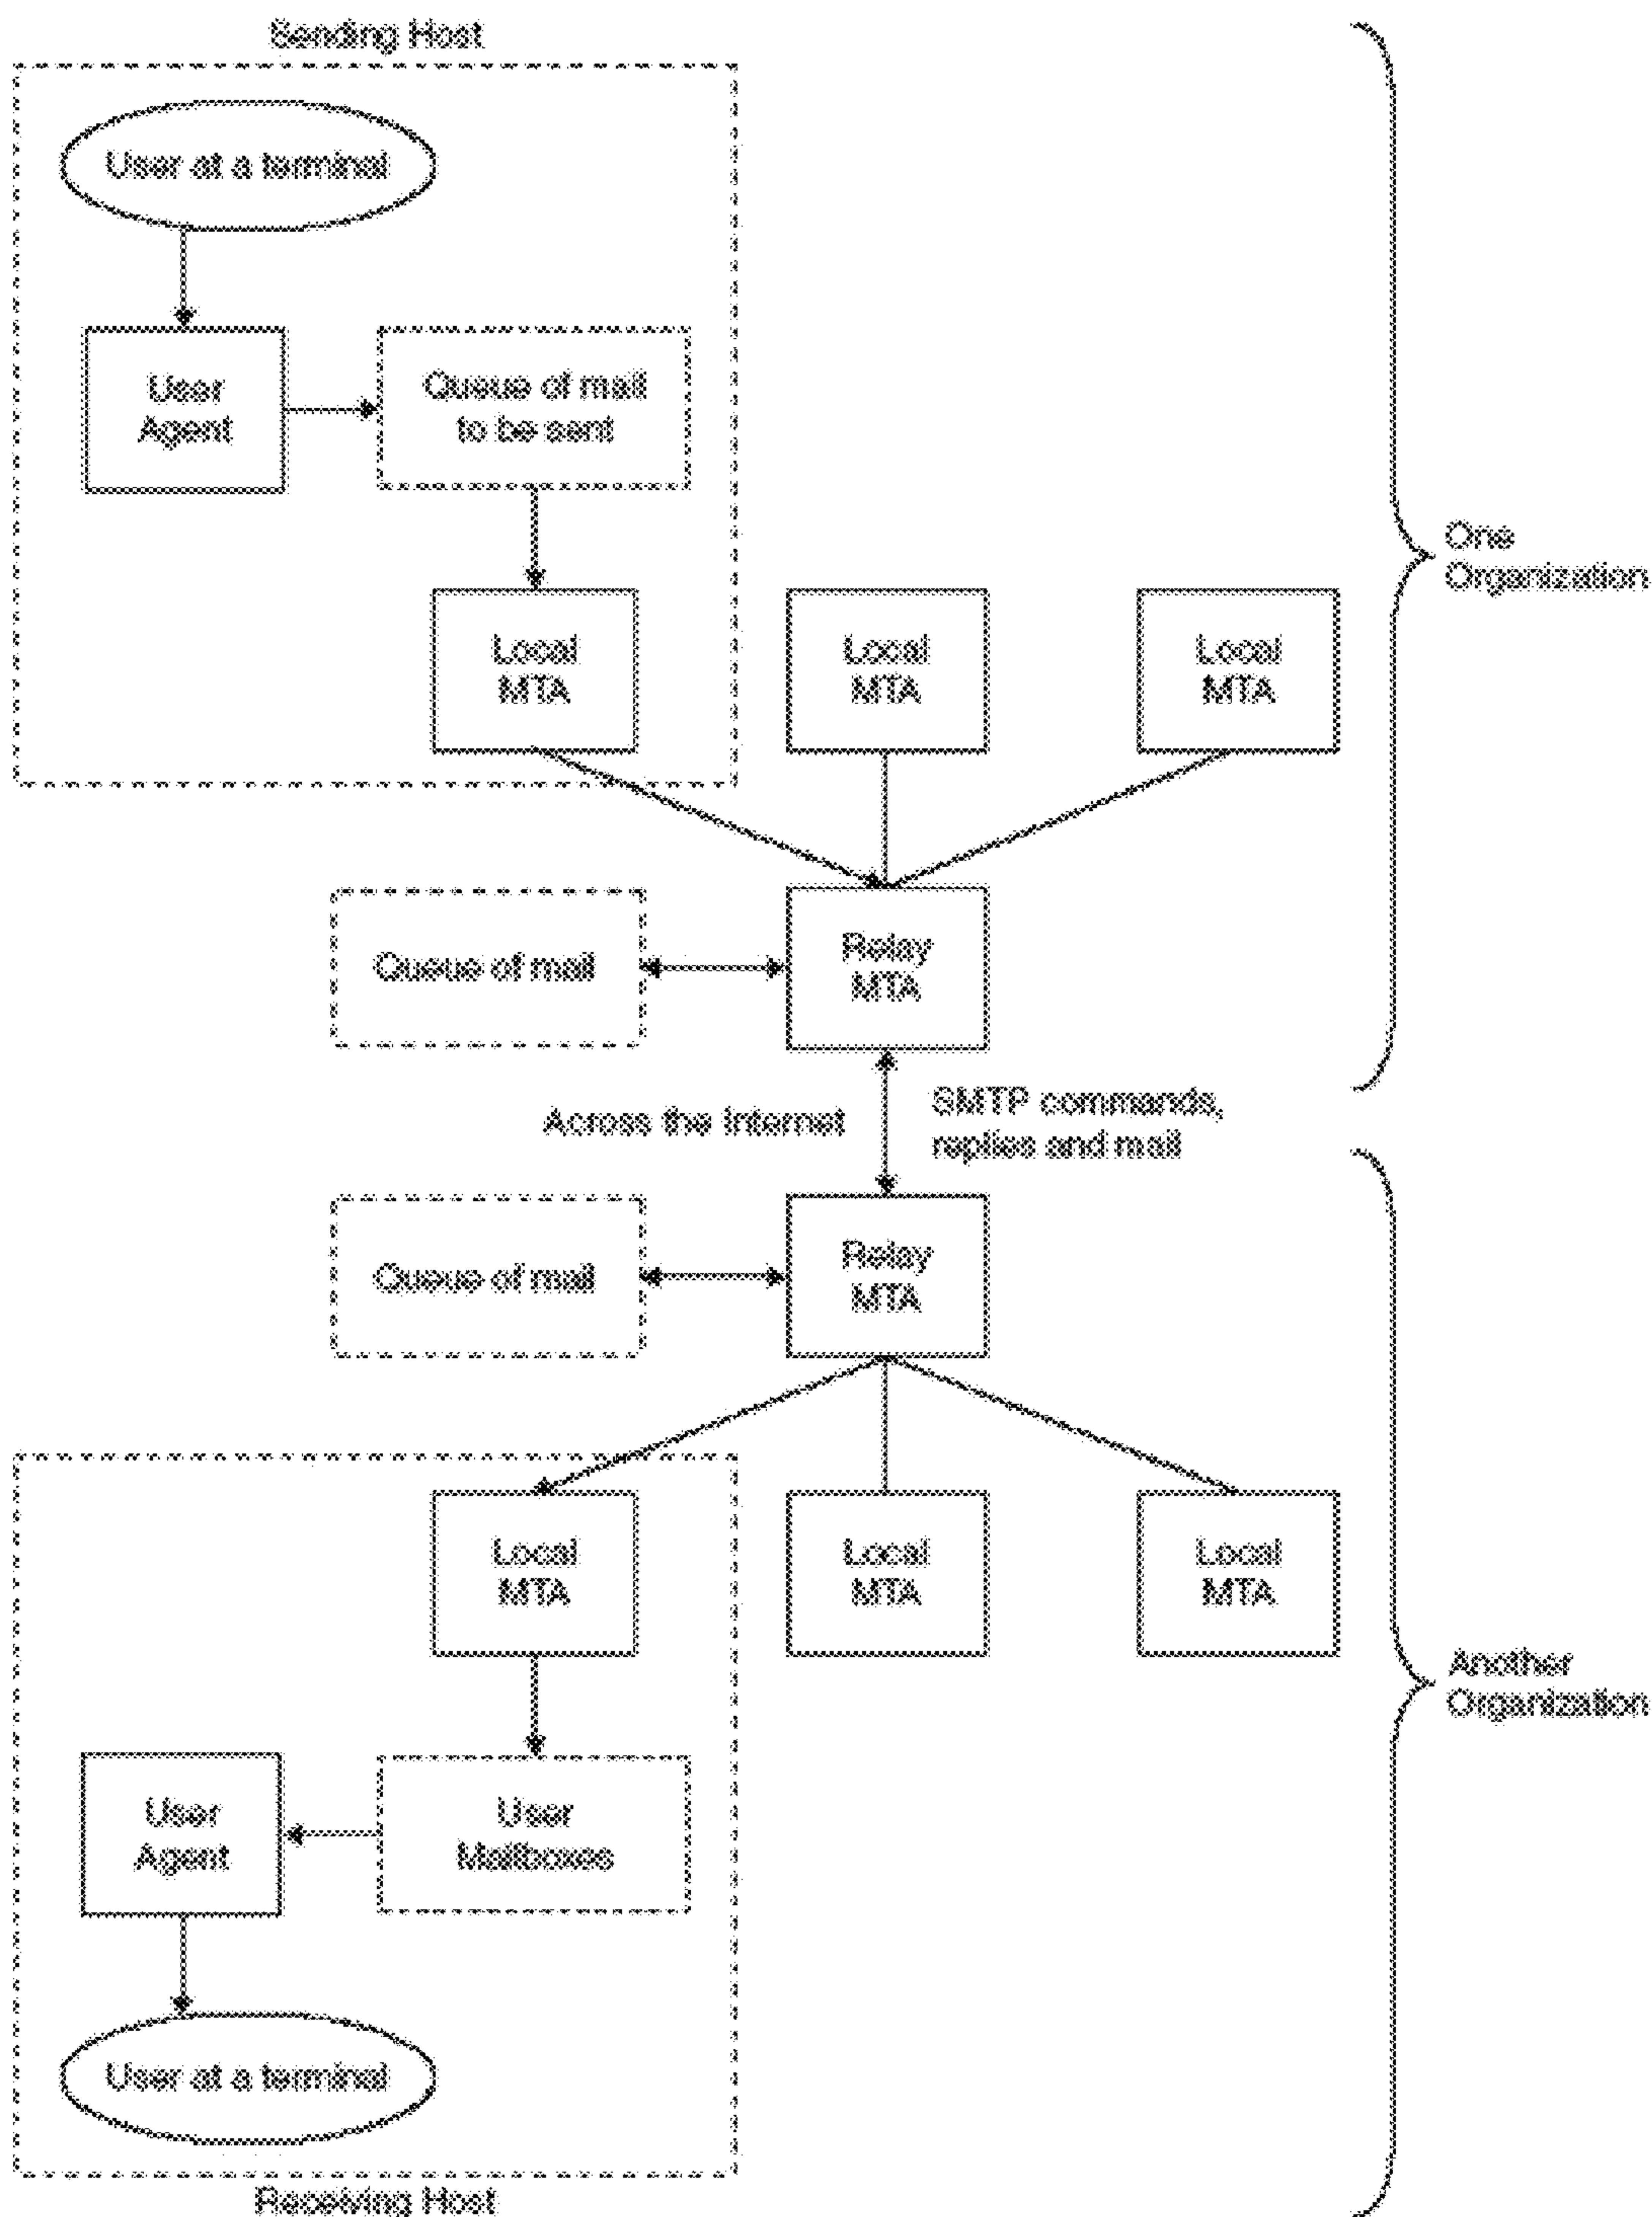 Sending Host
User at a terminal
User
Agent
Queue of mail
to be sent
One
Organization
Local
MTA
Local
MTA
Local
MTA
Queue of mail
Relay
MTA
Across the Internet
SMTP commands,
replies and mail
Queue of mail
Relay
MTA
Local
MTA
Local
MTA
Local
MTA
Another
Organization
User
Agent
User
Mailboxes
User at a terminal
Receiving Host